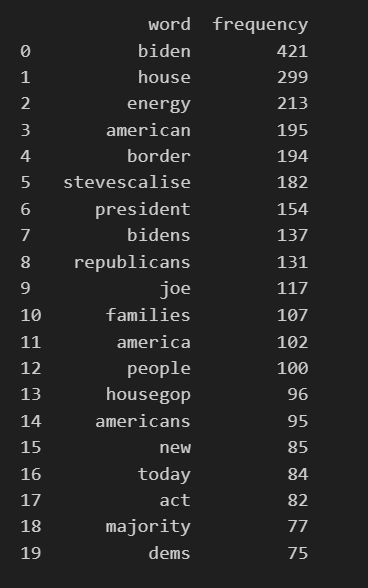 word frequency
0 biden 421
1 house 299
2 energy 213
3 american 195
4 border 194
5 stevescalise 182
6 president 154
7 bidens 137
8 republicans 131
9 joe 117
10 families 107
11 america 102
12 people 100
13 housegop 96
14 americans 95
15 new 85
16 today 84
17 act 82
18 majority 77
19 dems 75